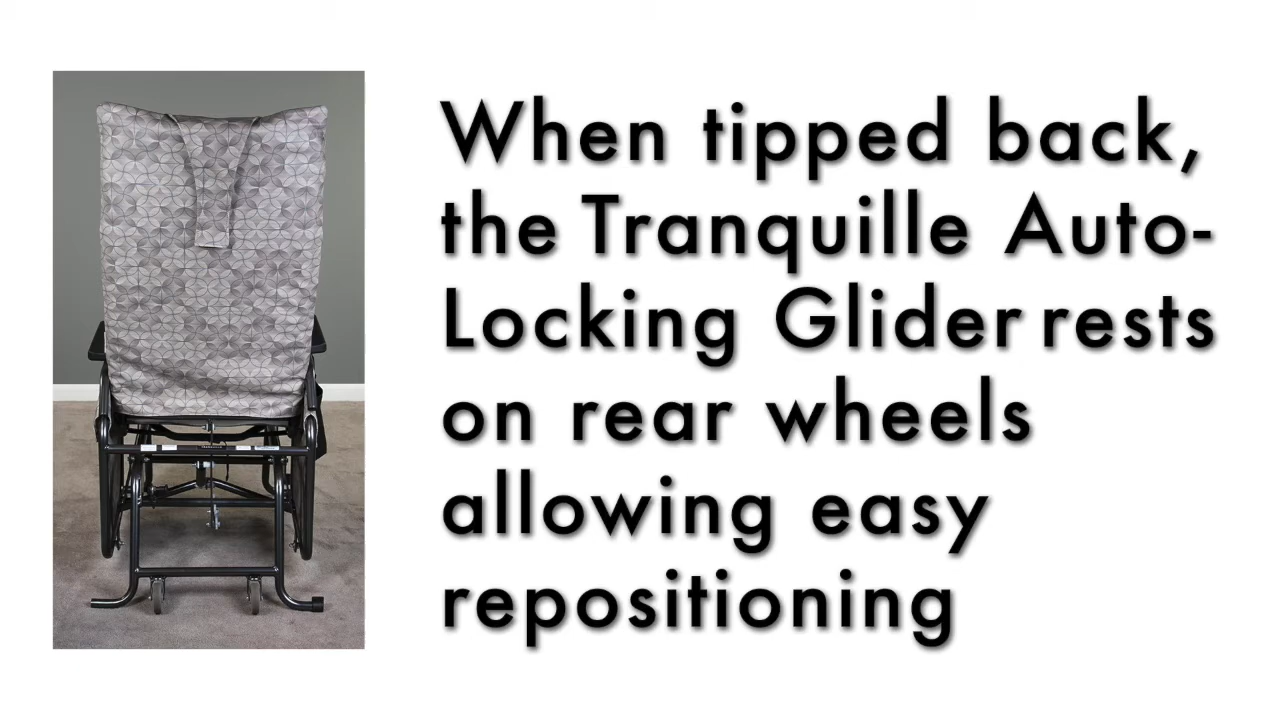 When tipped back,
the Tranquille Auto-
Locking Glider rests
on rear wheels
allowing easy
repositioning